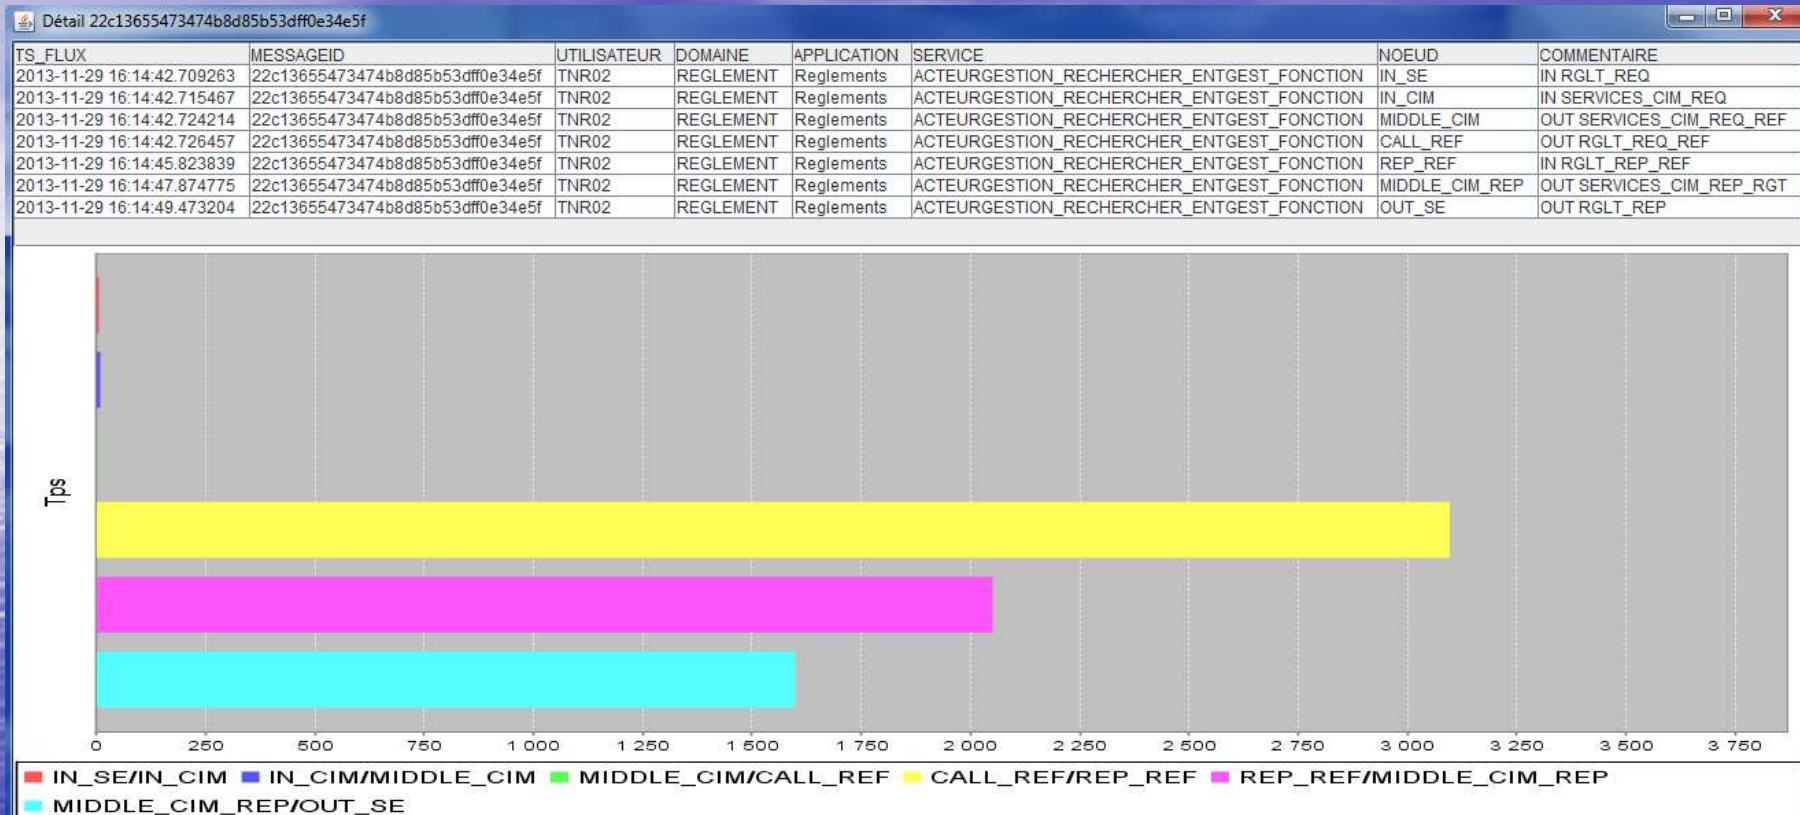 Détail 22c13655473474b8d85b53dff0e34e5f
TS_FLUX MESSAGEID UTILISATEUR DOMAINE APPLICATION SERVICE NOEUD COMMENTAIRE
2013-11-29 16:14:42.709263 22c13655473474b8d85b53dff0e34e5f TNR02 REGLEMENT Reglements ACTEURGESTION_RECHERCHER_ENTGEST_FONCTION IN_SE IN RGLT_REQ
2013-11-29 16:14:42.715467 22c13655473474b8d85b53dff0e34e5f TNR02 REGLEMENT Reglements ACTEURGESTION_RECHERCHER_ENTGEST_FONCTION IN_CIM IN SERVICES_CIM_REQ
2013-11-29 16:14:42.724214 22c13655473474b8d85b53dff0e34e5f TNR02 REGLEMENT Reglements ACTEURGESTION_RECHERCHER_ENTGEST_FONCTION MIDDLE_CIM OUT SERVICES_CIM_REQ_REF
2013-11-29 16:14:42.726457 22c13655473474b8d85b53dff0e34e5f TNR02 REGLEMENT Reglements ACTEURGESTION_RECHERCHER_ENTGEST_FONCTION CALL_REF OUT RGLT_REQ_REF
2013-11-29 16:14:45.823839 22c13655473474b8d85b53dff0e34e5f TNR02 REGLEMENT Reglements ACTEURGESTION_RECHERCHER_ENTGEST_FONCTION REP_REF IN RGLT_REP_REF
2013-11-29 16:14:47.874775 22c13655473474b8d85b53dff0e34e5f TNR02 REGLEMENT Reglements ACTEURGESTION_RECHERCHER_ENTGEST_FONCTION MIDDLE_CIM_REP OUT SERVICES_CIM_REP_RGT
2013-11-29 16:14:49.473204 22c13655473474b8d85b53dff0e34e5f TNR02 REGLEMENT Reglements ACTEURGESTION_RECHERCHER_ENTGEST_FONCTION OUT_SE OUT RGLT_REP
Tps
0 250 500 750 1 000 1 250 1 500 1 750 2 000 2 250 2 500 2 750 3 000 3 250 3 500 3 750
IN_SE/IN_CIM IN_CIM/MIDDLE_CIM MIDDLE_CIM/CALL_REF CALL_REF/REP_REF REP_REF/MIDDLE_CIM_REP
MIDDLE_CIM_REP/OUT_SE